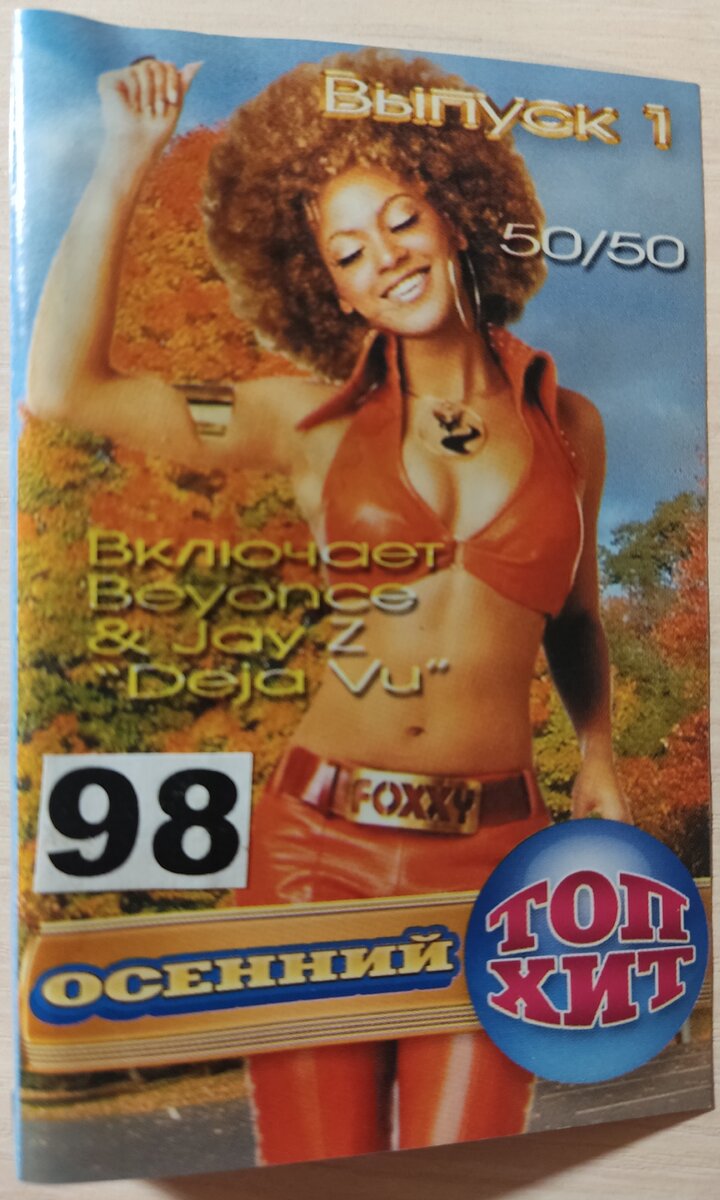 Выпуск 1
50/50
Включает
Beyonce
& Jay Z
"Deja Vu"
FOXXY
98
ОСЕННИЙ
ТОП
ХИТ